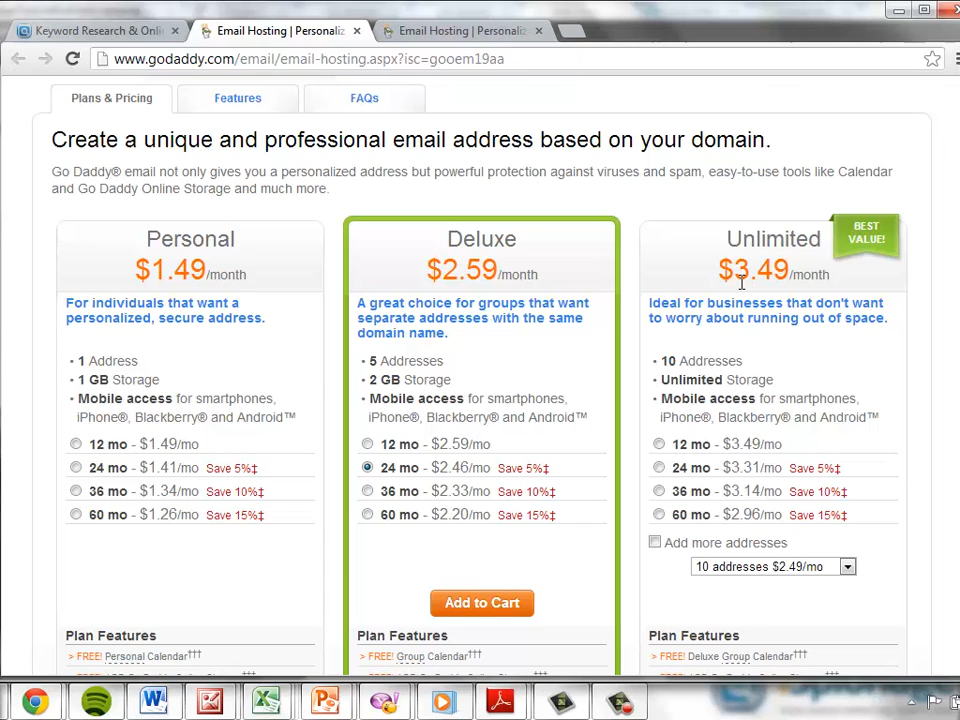 Keyword Research & Onli
Email Hosting | Personaliz
Email Hosting | Personaliz
www.godaddy.com/email/email-hosting.aspx?isc=gooem19aa
Plans & Pricing
Features
FAQs
Create a unique and professional email address based on your domain.
Go Daddy® email not only gives you a personalized address but powerful protection against viruses and spam, easy-to-use tools like Calendar
and Go Daddy Online Storage and much more.
Personal
$1.49/month
For individuals that want a
personalized, secure address.
• 1 Address
• 1 GB Storage
• Mobile access for smartphones,
iPhone®, Blackberry® and Android™
12 mo - $1.49/mo
24 mo - $1.41/mo Save 5%‡
36 mo - $1.34/mo Save 10%‡
60 mo - $1.26/mo Save 15%‡
Plan Features
> FREE! Personal Calendar†††
Deluxe
$2.59/month
A great choice for groups that want
separate addresses with the same
domain name.
• 5 Addresses
• 2 GB Storage
• Mobile access for smartphones,
iPhone®, Blackberry® and Android™
12 mo - $2.59/mo
24 mo - $2.46/mo Save 5%‡
36 mo - $2.33/mo Save 10%‡
60 mo - $2.20/mo Save 15%‡
Add to Cart
Plan Features
> FREE! Group Calendar†††
BEST
VALUE!
Unlimited
$3.49/month
Ideal for businesses that don't want
to worry about running out of space.
• 10 Addresses
• Unlimited Storage
• Mobile access for smartphones,
iPhone®, Blackberry® and Android™
12 mo - $3.49/mo
24 mo - $3.31/mo Save 5%‡
36 mo - $3.14/mo Save 10%‡
60 mo - $2.96/mo Save 15%‡
Add more addresses
10 addresses $2.49/mo
Plan Features
> FREE! Deluxe Group Calendar†††